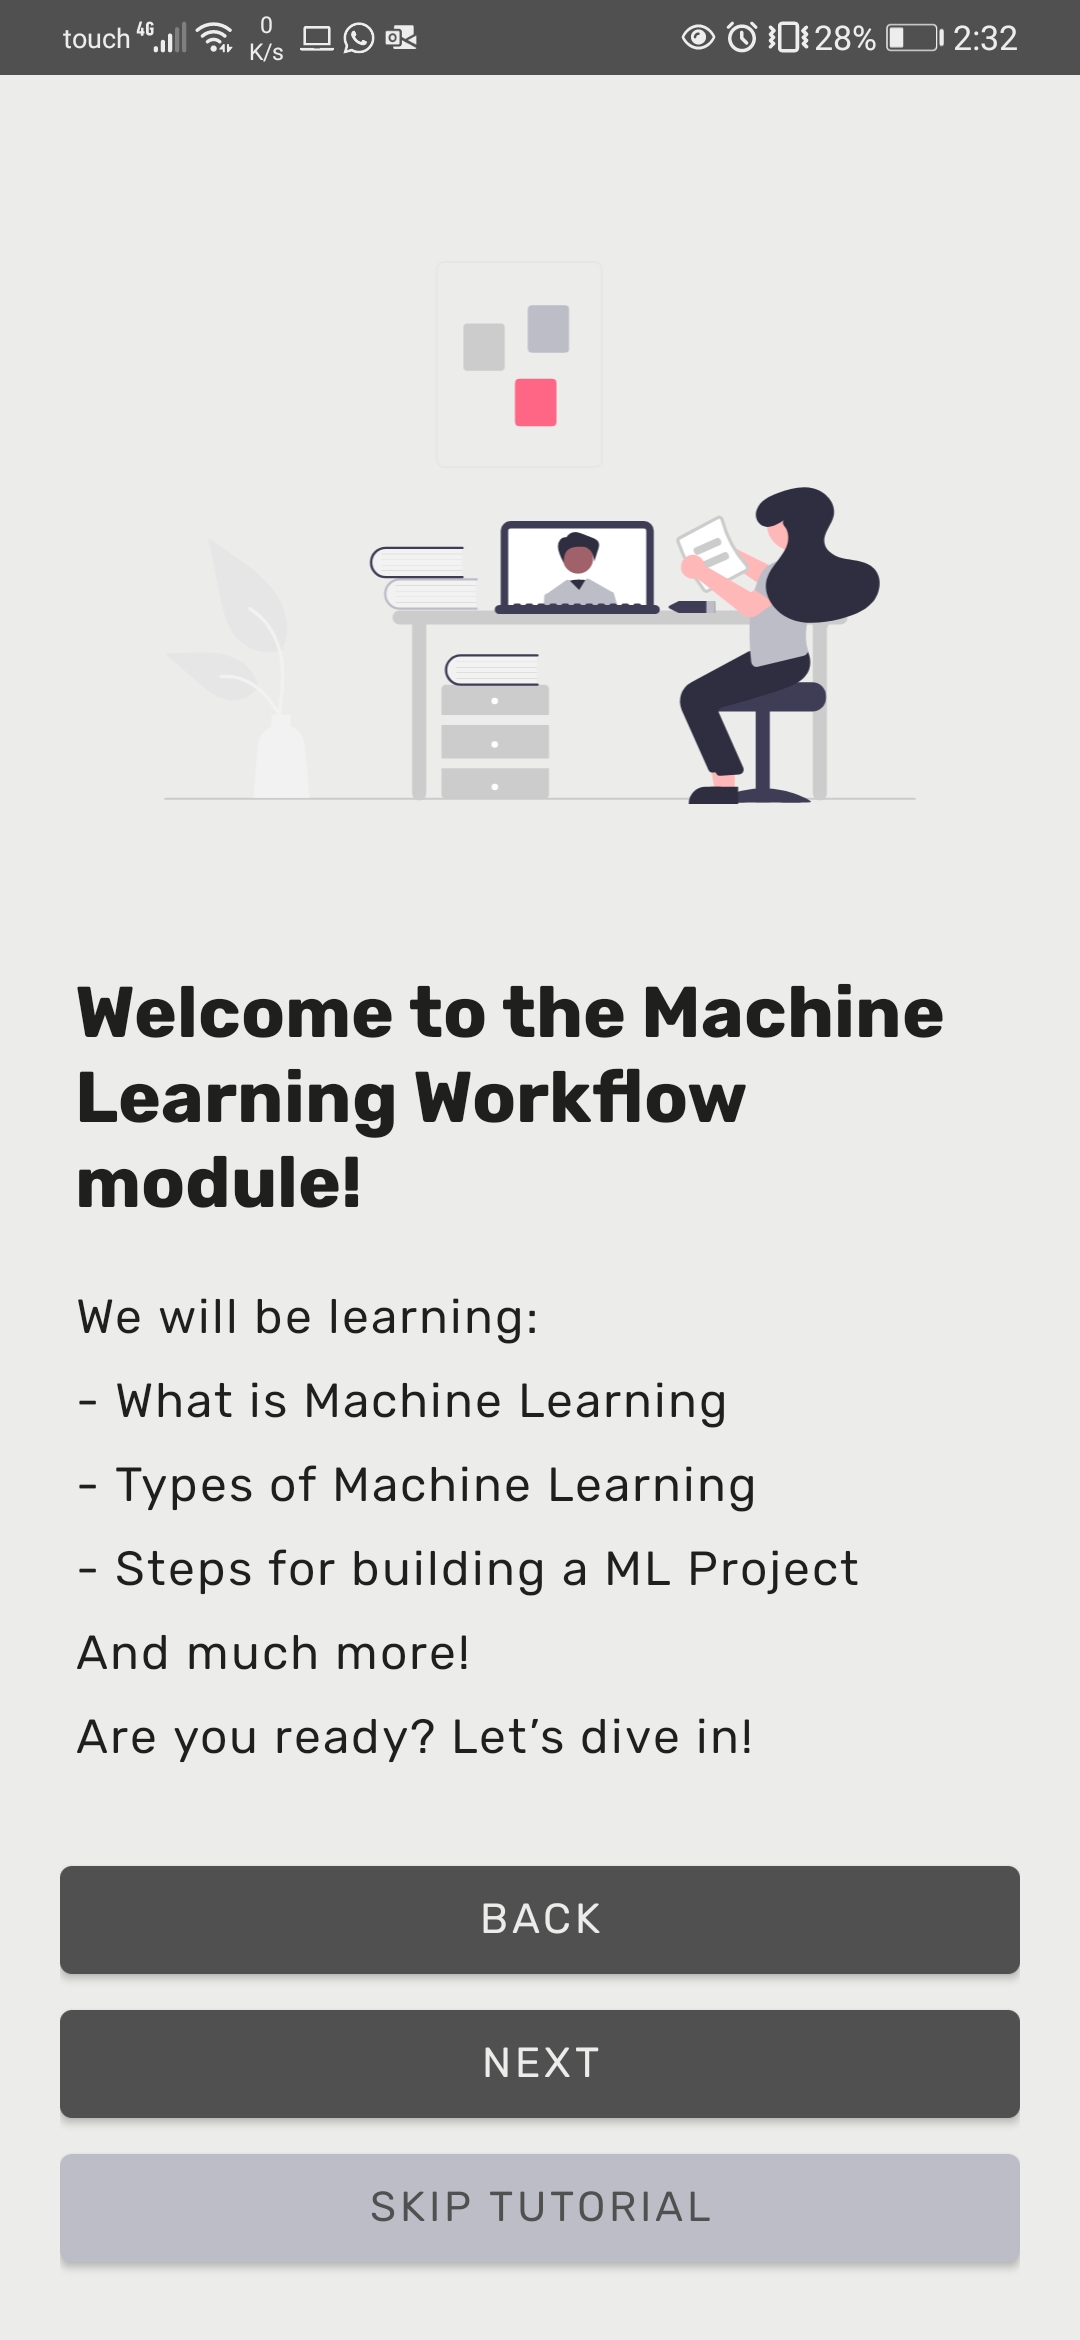 touch 4G 0 K/s 28% 2:32
Welcome to the Machine
Learning Workflow
module!
We will be learning:
- What is Machine Learning
- Types of Machine Learning
- Steps for building a ML Project
And much more!
Are you ready? Let’s dive in!
BACK
NEXT
SKIP TUTORIAL